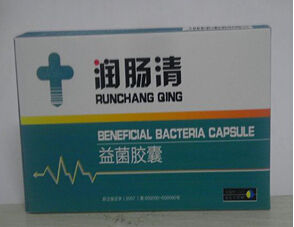 润肠清
RUNCHANG QING
BENEFICIAL BACTERIA CAPSULE
益菌胶囊